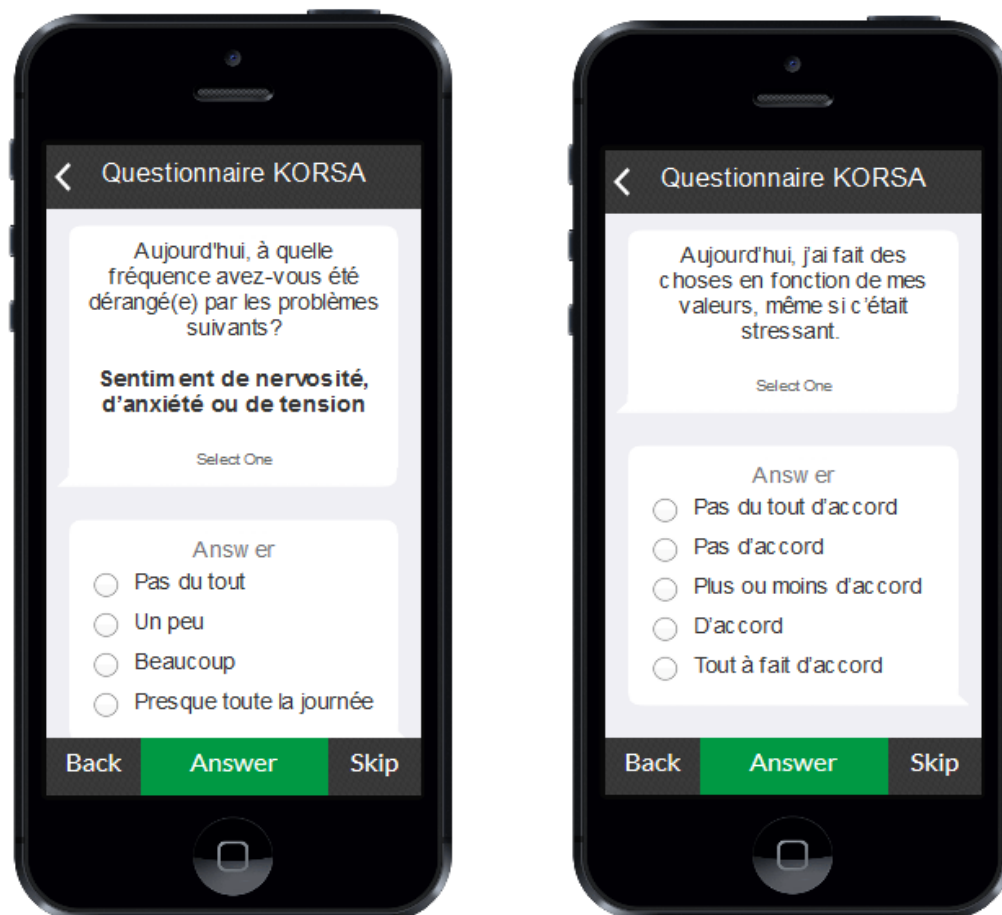 Questionnaire KORSA
Aujourd'hui, à quelle
fréquence avez-vous été
dérangé(e) par les problèmes
suivants?
Sentiment de nervosité,
d’anxiété ou de tension
Select One
Answer
Pas du tout
Un peu
Beaucoup
Presque toute la journée
Back Answer Skip
Questionnaire KORSA
Aujourd’hui, j’ai fait des
choses en fonction de mes
valeurs, même si c’était
stressant.
Select One
Answer
Pas du tout d’accord
Pas d’accord
Plus ou moins d’accord
D’accord
Tout à fait d’accord
Back Answer Skip